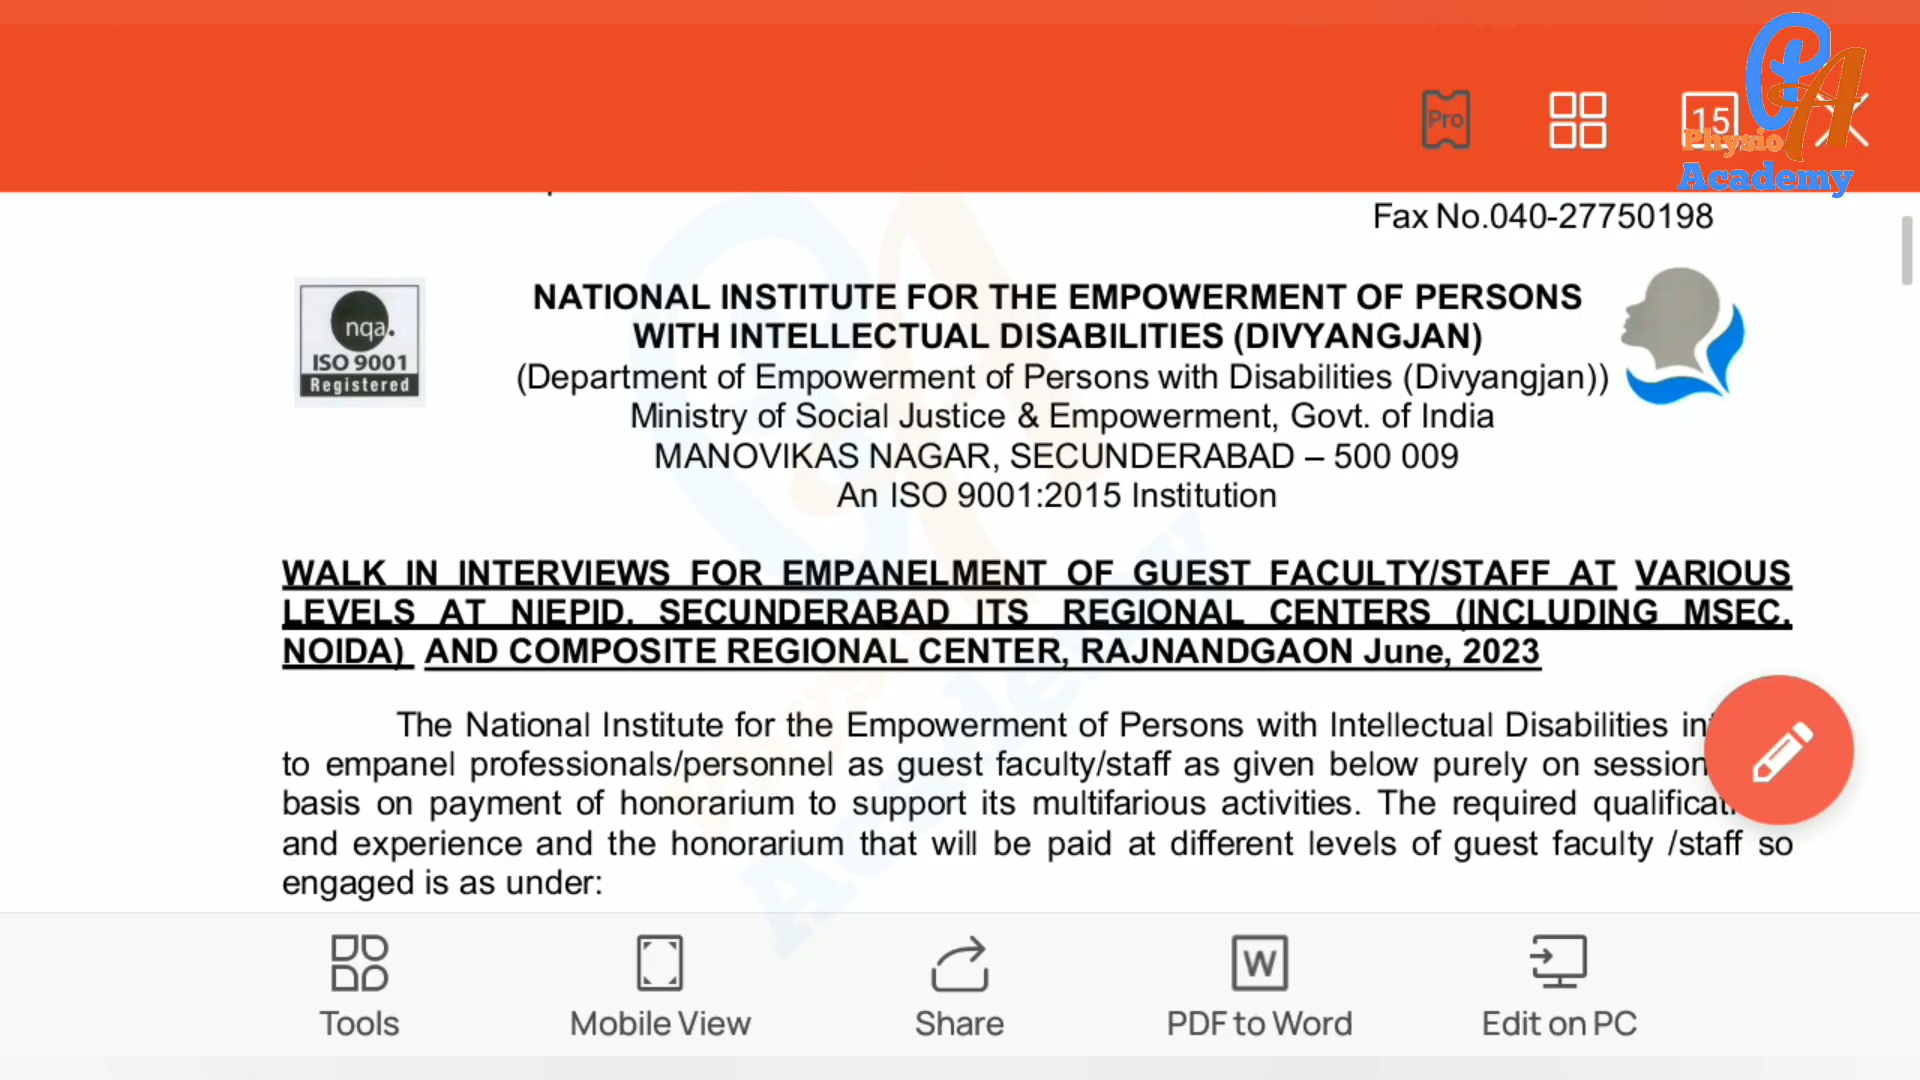 Pro
15
Physio
Academy
Fax No.040-27750198
nqa.
ISO 9001
Registered
NATIONAL INSTITUTE FOR THE EMPOWERMENT OF PERSONS
WITH INTELLECTUAL DISABILITIES (DIVYANGJAN)
(Department of Empowerment of Persons with Disabilities (Divyangjan))
Ministry of Social Justice & Empowerment, Govt. of India
MANOVIKAS NAGAR, SECUNDERABAD – 500 009
An ISO 9001:2015 Institution
WALK IN INTERVIEWS FOR EMPANELMENT OF GUEST FACULTY/STAFF AT VARIOUS
LEVELS AT NIEPID, SECUNDERABAD ITS REGIONAL CENTERS (INCLUDING MSEC,
NOIDA) AND COMPOSITE REGIONAL CENTER, RAJNANDGAON June, 2023
The National Institute for the Empowerment of Persons with Intellectual Disabilities
to empanel professionals/personnel as guest faculty/staff as given below purely on session
basis on payment of honorarium to support its multifarious activities. The required
and experience and the honorarium that will be paid at different levels of guest faculty /staff so
engaged is as under:
Tools
Mobile View
Share
W
PDF to Word
Edit on PC